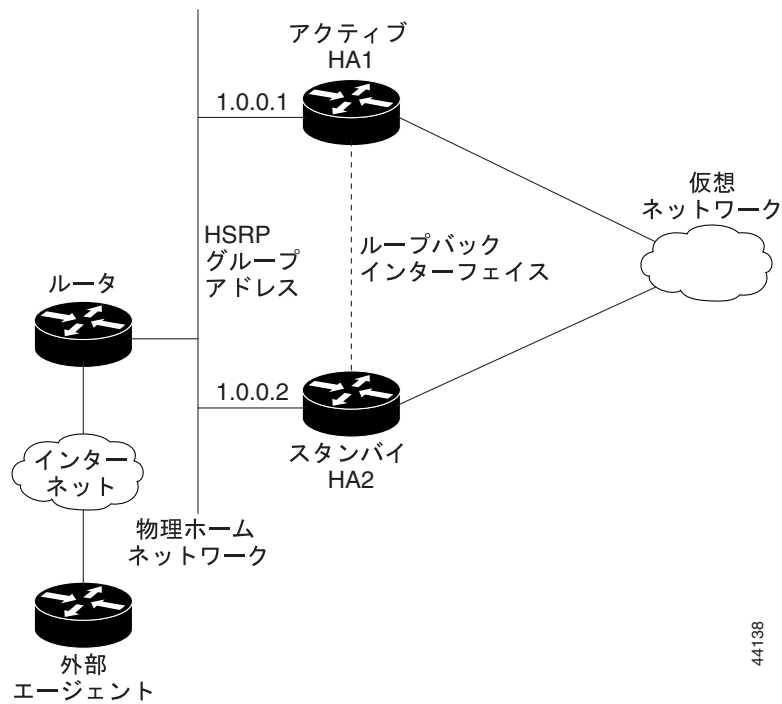 アクティブ
HA1
1.0.0.1
仮想
ネットワーク
HSRP
グループ
アドレス
ループバック
インターフェイス
ルータ
1.0.0.2
スタンバイ
HA2
インター
ネット
物理ホーム
ネットワーク
外部
エージェント
44138